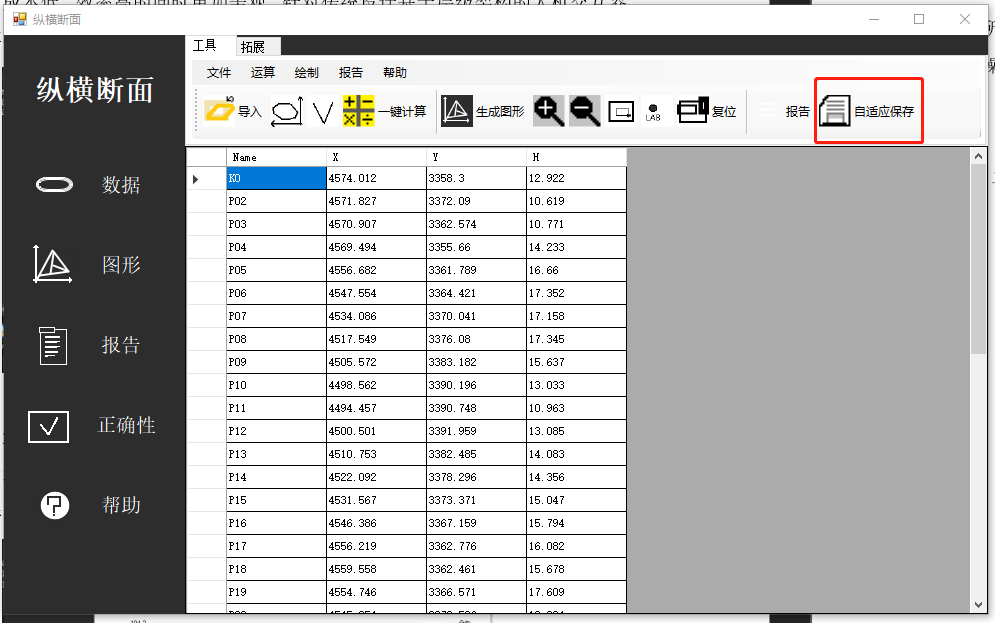 纵横断面
工具 拓展
纵横断面
文件 运算 绘制 报告 帮助
导入 一键计算 生成图形 LAB 复位 报告 自适应保存
Name X Y H
K0 4574.012 3358.3 12.922
P02 4571.827 3372.09 10.619
数据
P03 4570.907 3362.574 10.771
P04 4569.494 3355.66 14.233
P05 4556.682 3361.789 16.66
图形
P06 4547.554 3364.421 17.352
P07 4534.086 3370.041 17.158
P08 4517.549 3376.08 17.345
报告
P09 4505.572 3383.182 15.637
P10 4498.562 3390.196 13.033
P11 4494.457 3390.748 10.963
正确性
P12 4500.501 3391.959 13.085
P13 4510.753 3382.485 14.083
P14 4522.092 3378.296 14.356
P15 4531.567 3373.371 15.047
帮助
P16 4546.386 3367.159 15.794
P17 4556.219 3362.776 16.082
P18 4559.558 3362.461 15.678
P19 4554.746 3366.571 17.609